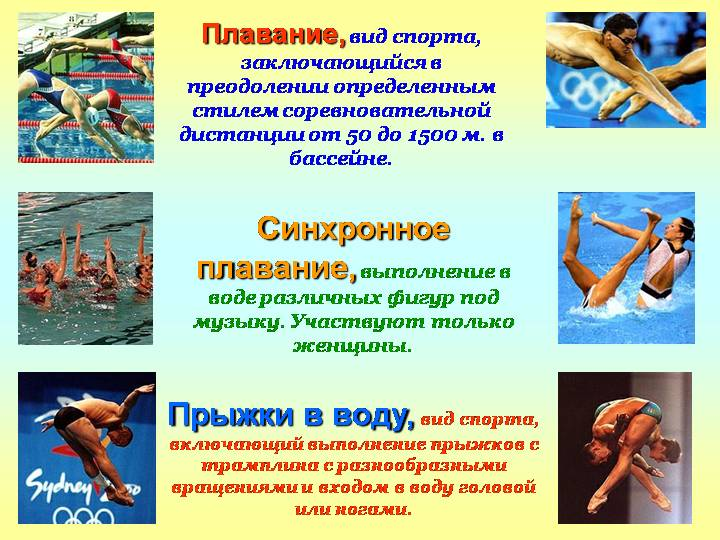 Плавание, вид спорта,
заключающийся в
преодолении определенным
стилем соревновательной
дистанции от 50 до 1500 м. в
бассейне.
Синхронное
плавание, выполнение в
воде различных фигур под
музыку. Участвуют только
женщины.
Прыжки в воду, вид спорта,
включающий выполнение прыжков с
трамплина с разнообразными
вращениями и входом в воду головой
или ногами.
Sydney 2000